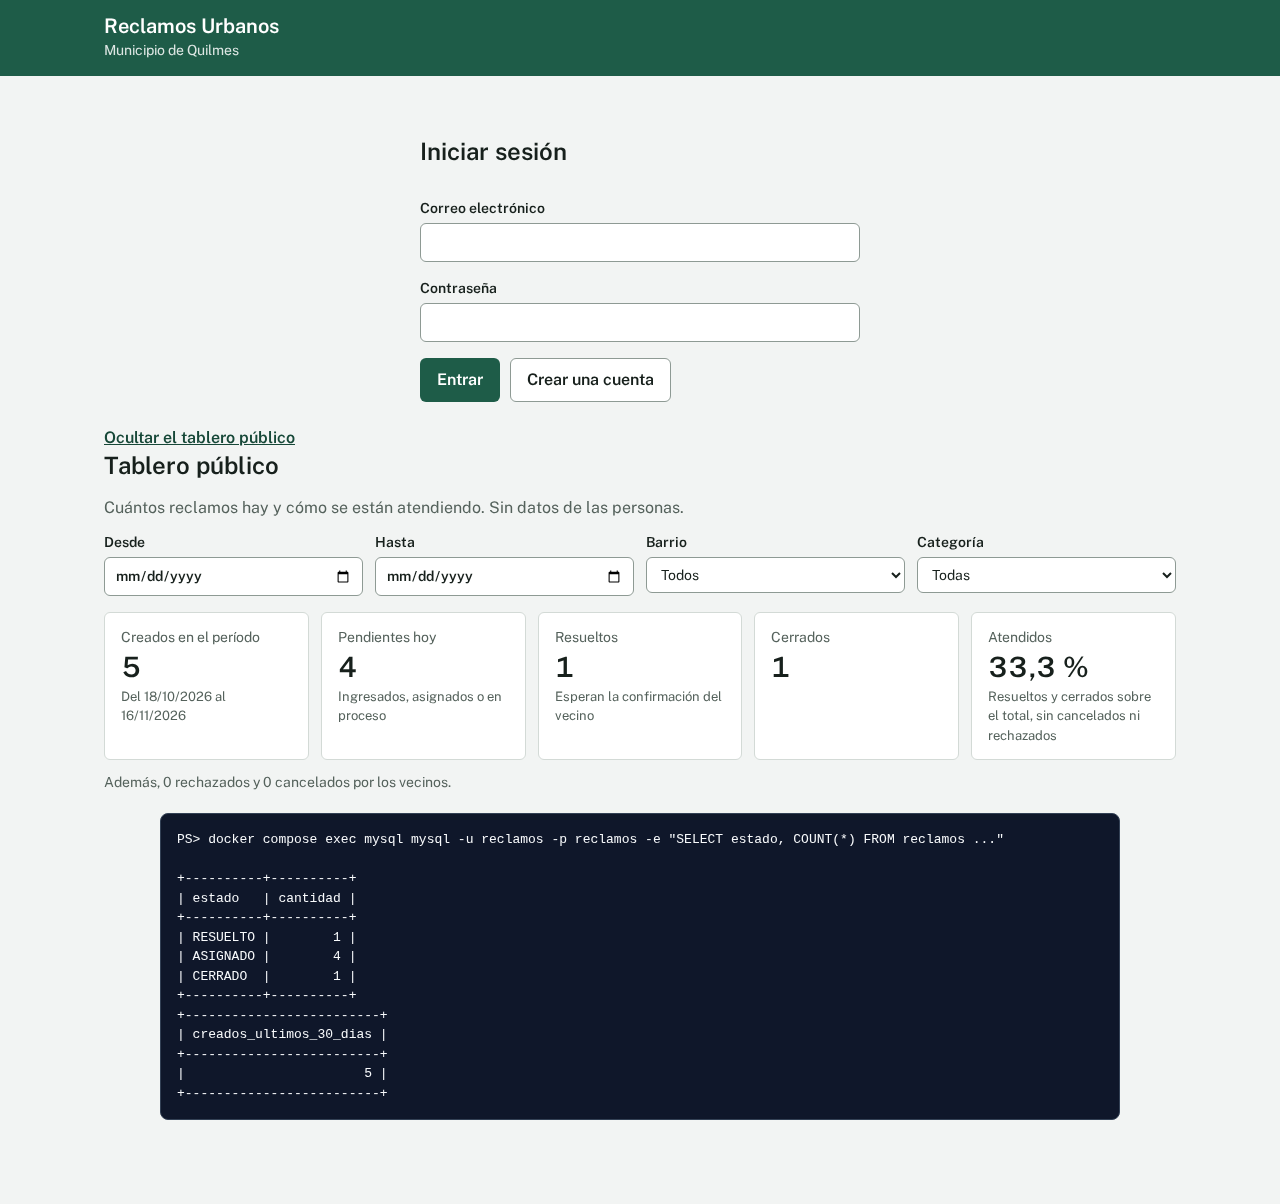 Reclamos Urbanos
Municipio de Quilmes
Iniciar sesión
Correo electrónico
Contraseña
Entrar
Crear una cuenta
Ocultar el tablero público
Tablero público
Cuántos reclamos hay y cómo se están atendiendo. Sin datos de las personas.
Desde
Hasta
Barrio
Categoría
mm/dd/yyyy
mm/dd/yyyy
Todos
Todas
Creados en el período
5
Del 18/10/2026 al
16/11/2026
Pendientes hoy
4
Ingresados, asignados o en
proceso
Resueltos
1
Esperan la confirmación del
vecino
Cerrados
1
Atendidos
33,3 %
Resueltos y cerrados sobre
el total, sin cancelados ni
rechazados
Además, 0 rechazados y 0 cancelados por los vecinos.
PS> docker compose exec mysql mysql -u reclamos -p reclamos -e "SELECT estado, COUNT(*) FROM reclamos ..."
+----------+----------+
| estado   | cantidad |
+----------+----------+
| RESUELTO |        1 |
| ASIGNADO |        4 |
| CERRADO  |        1 |
+----------+----------+
+-------------------------+
| creados_ultimos_30_dias |
+-------------------------+
|                       5 |
+-------------------------+